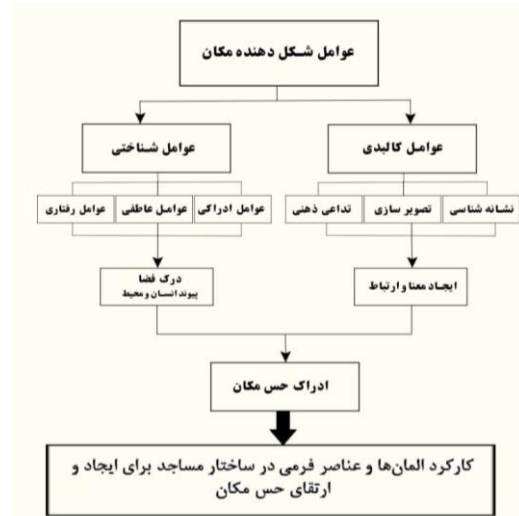 عوامل شکل دهنده مکان
عوامل کالبدی
عوامل شناختی
نشانه شناسی
تصویر سازی
تداعی ذهنی
عوامل ادراکی
عوامل عاطفی
عوامل رفتاری
ایجاد معنا و ارتباط
درک فضا
پیوند انسان و محیط
ادراک حس مکان
کارکرد المان‌ها و عناصر فرمی در ساختار مساجد برای ایجاد و
ارتقای حس مکان